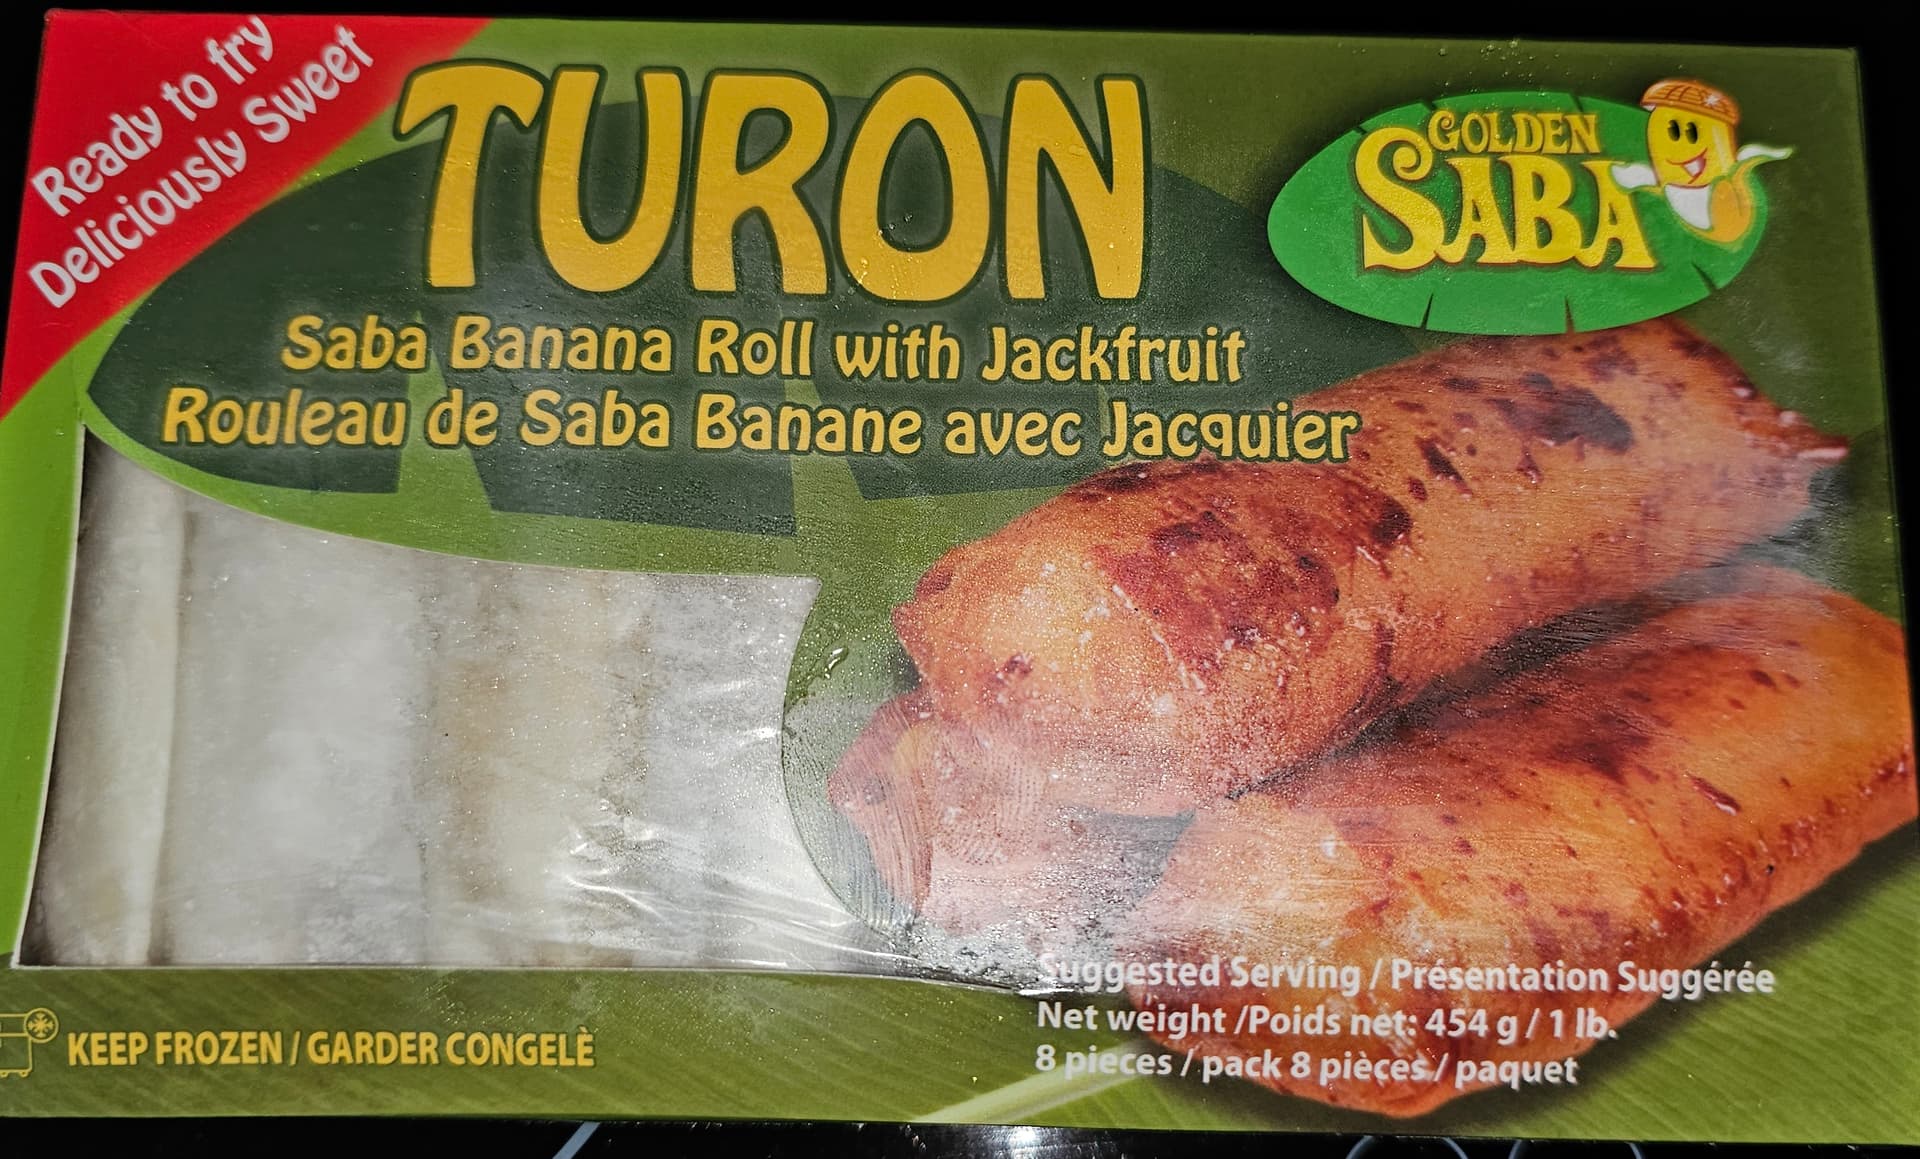 Ready to fry
Deliciously Sweet
TURON
GOLDEN
SABA
Saba Banana Roll with Jackfruit
Rouleau de Saba Banane avec Jacquier
Suggested Serving / Présentation Suggérée
Net weight /Poids net: 454 g / 1 lb.
8 pieces / pack 8 pièces / paquet
KEEP FROZEN / GARDER CONGELÈ